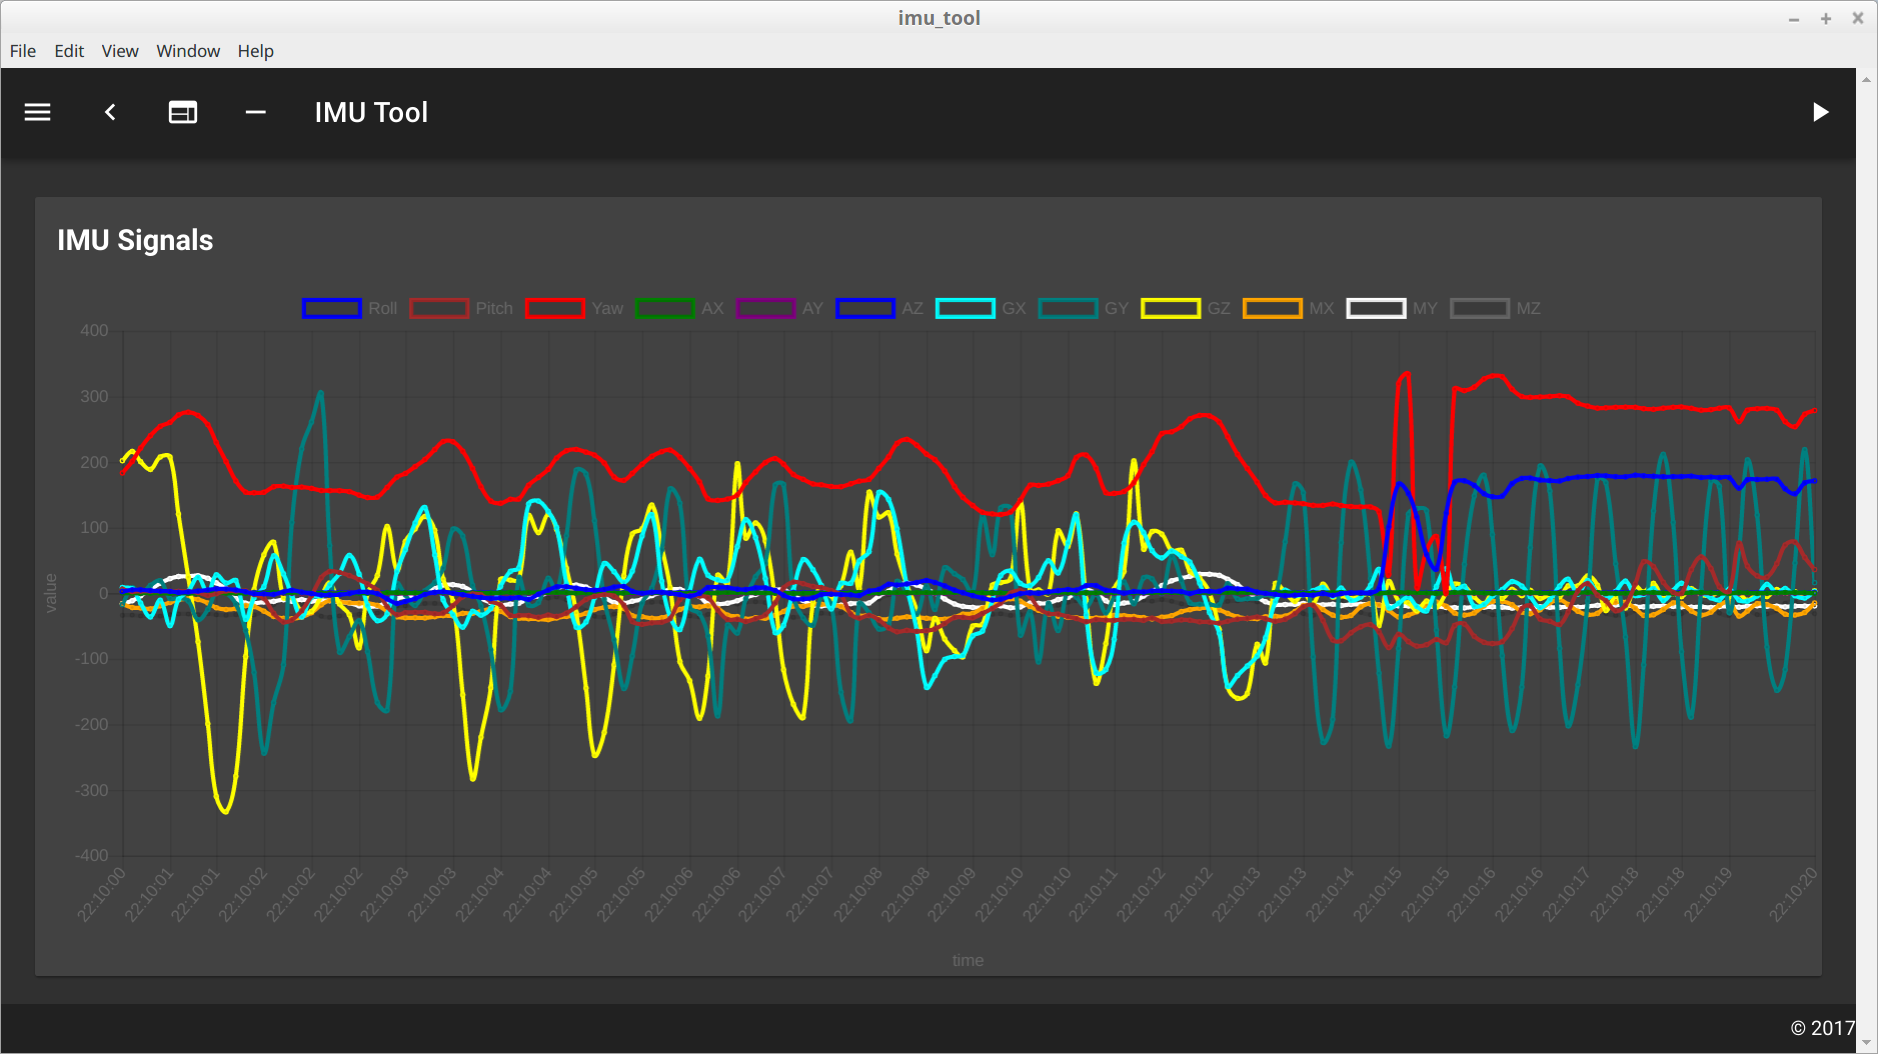 imu_tool
File Edit View Window Help
IMU Tool
IMU Signals
Roll Pitch Yaw AX AY AZ GX GY GZ MX MY MZ
400
300
200
100
0
-100
-200
-300
-400
value
22:10:00 22:10:01 22:10:01 22:10:02 22:10:02 22:10:02 22:10:03 22:10:03 22:10:04 22:10:04 22:10:05 22:10:05 22:10:06 22:10:06 22:10:07 22:10:07 22:10:08 22:10:08 22:10:09 22:10:10 22:10:10 22:10:11 22:10:12 22:10:12 22:10:13 22:10:13 22:10:14 22:10:15 22:10:15 22:10:16 22:10:16 22:10:17 22:10:18 22:10:18 22:10:19 22:10:20
time
© 2017